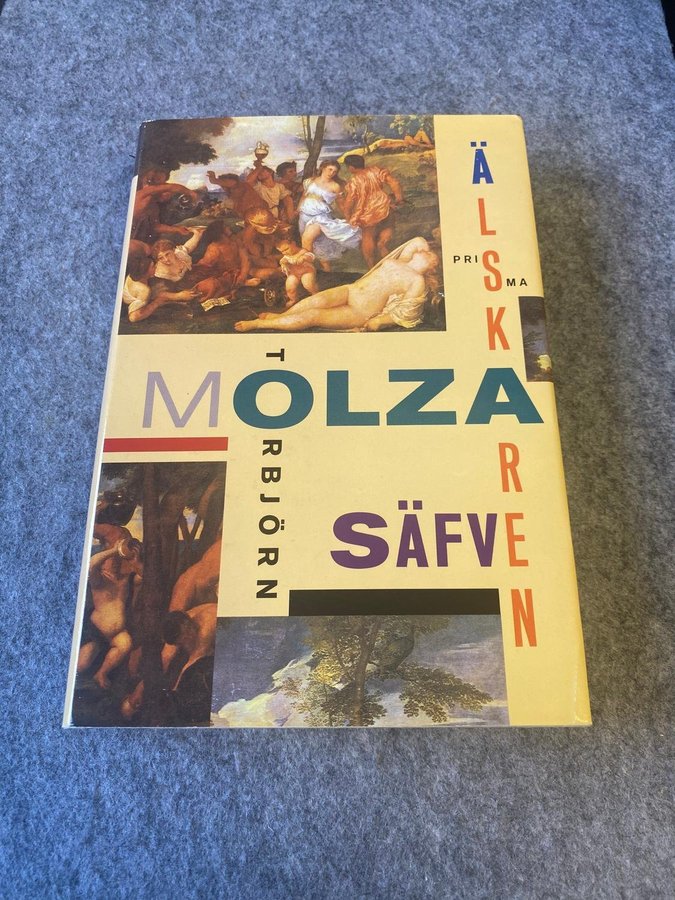 ÄLSKAREN
PRISMA
MOLZA
TORBJÖRN
SÄFVE